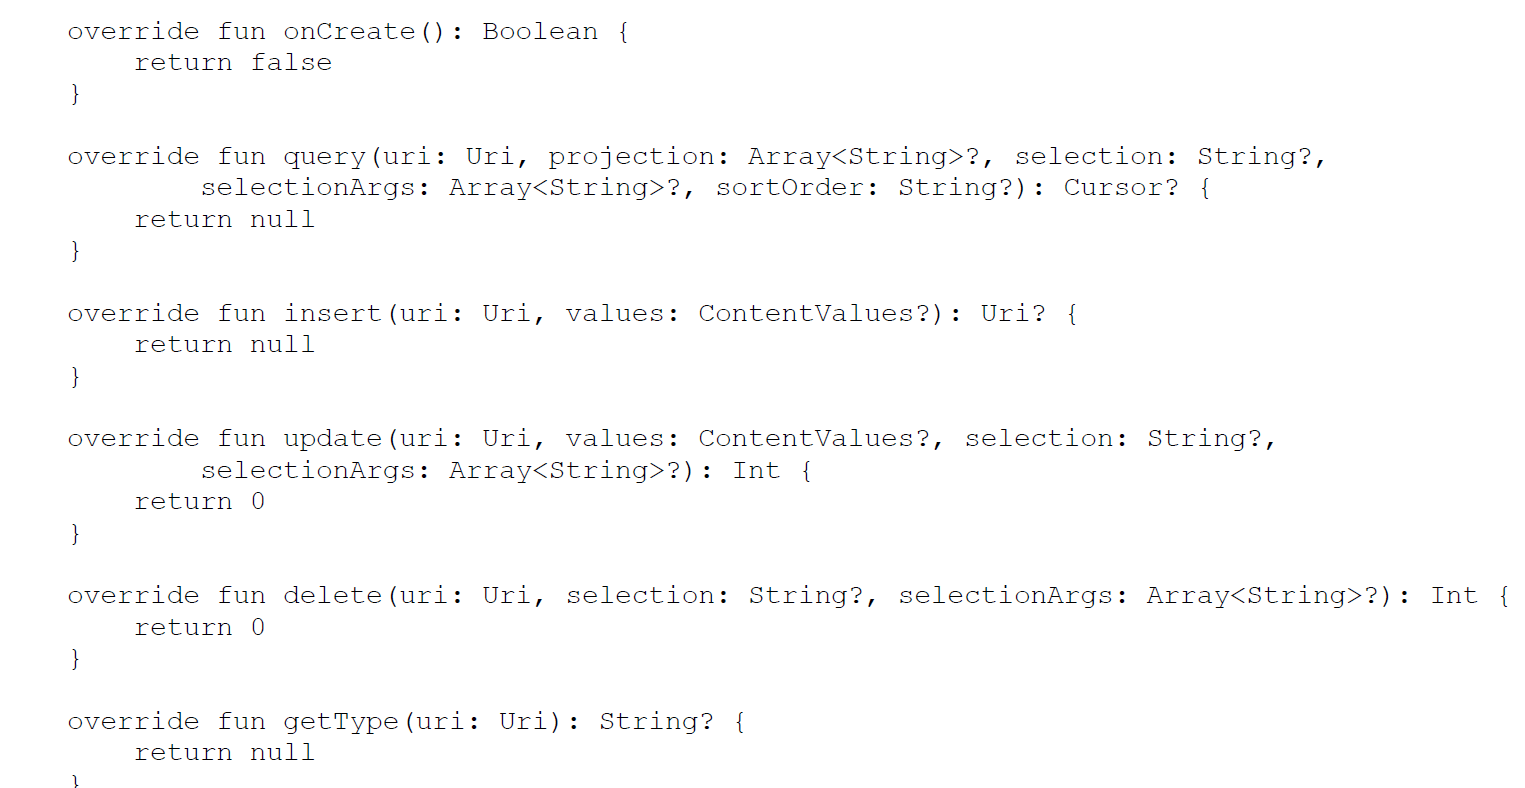 override fun onCreate(): Boolean {
    return false
}

override fun query(uri: Uri, projection: Array<String>?, selection: String?,
        selectionArgs: Array<String>?, sortOrder: String?): Cursor? {
    return null
}

override fun insert(uri: Uri, values: ContentValues?): Uri? {
    return null
}

override fun update(uri: Uri, values: ContentValues?, selection: String?,
        selectionArgs: Array<String>?): Int {
    return 0
}

override fun delete(uri: Uri, selection: String?, selectionArgs: Array<String>?): Int {
    return 0
}

override fun getType(uri: Uri): String? {
    return null
}